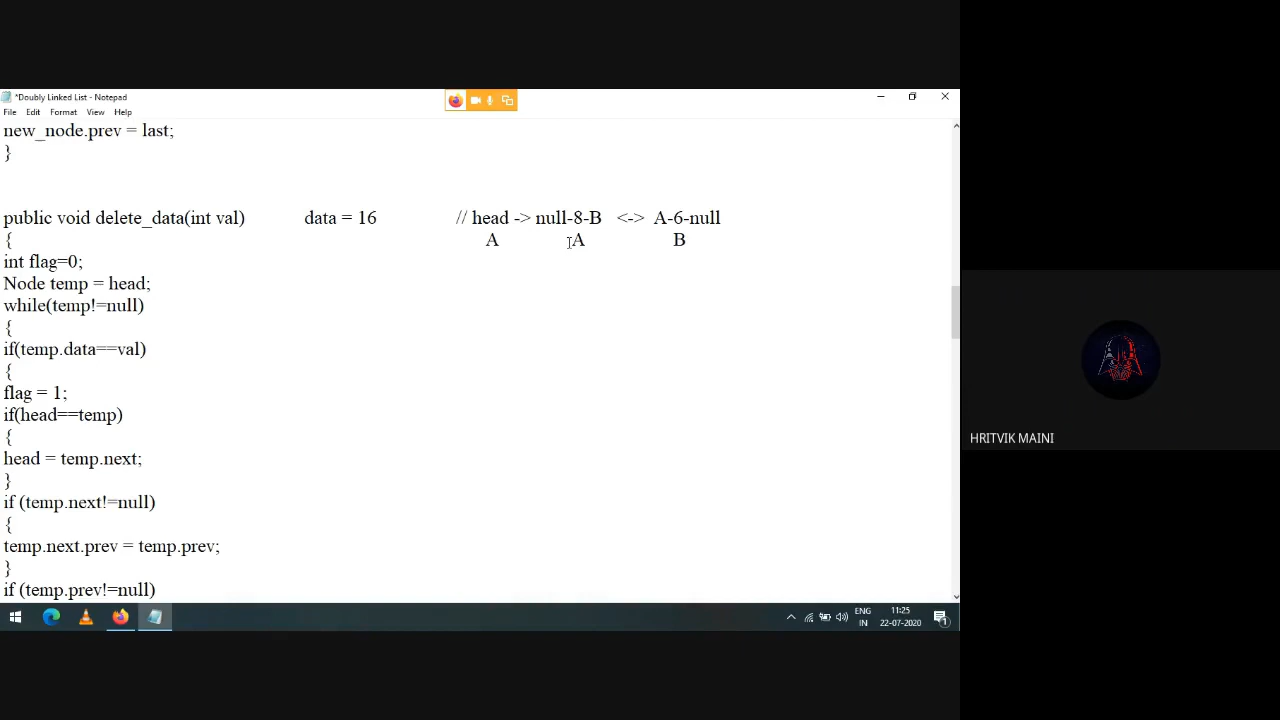 *Doubly Linked List - Notepad
File Edit Format View Help
new_node.prev = last;
}
public void delete_data(int val) data = 16 // head -> null-8-B <-> A-6-null
{ A A B
int flag=0;
Node temp = head;
while(temp!=null)
{
if(temp.data==val)
{
flag = 1;
if(head==temp)
{
head = temp.next;
}
if (temp.next!=null)
{
temp.next.prev = temp.prev;
}
if (temp.prev!=null)
HRITVIK MAINI
ENG 11:25
IN 22-07-2020
1